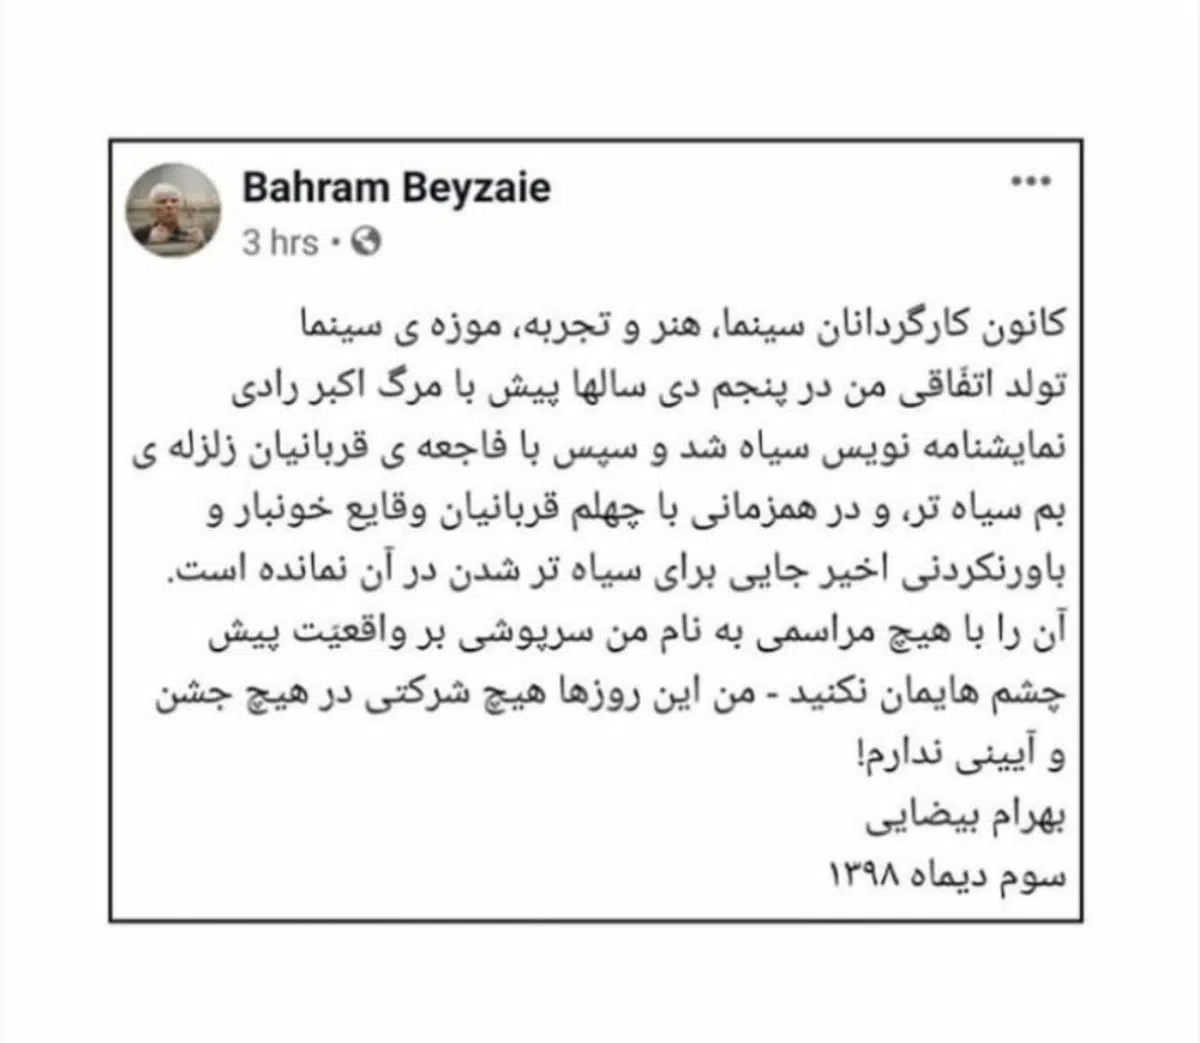 Bahram Beyzaie
3 hrs
کانون کارگردانان سینما، هنر و تجربه، موزه ی سینما
تولد اتفّاقی من در پنجم دی سالها پیش با مرگ اکبر رادی
نمایشنامه نویس سیاه شد و سپس با فاجعه ی قربانیان زلزله ی
بم سیاه تر، و در همزمانی با چهلم قربانیان وقایع خونبار و
باورنکردنی اخیر جایی برای سیاه تر شدن در آن نمانده است.
آن را با هیچ مراسمی به نام من سرپوشی بر واقعیّت پیش
چشم هایمان نکنید - من این روزها هیچ شرکتی در هیچ جشن
و آیینی ندارم!
بهرام بیضایی
سوم دیماه ۱۳۹۸